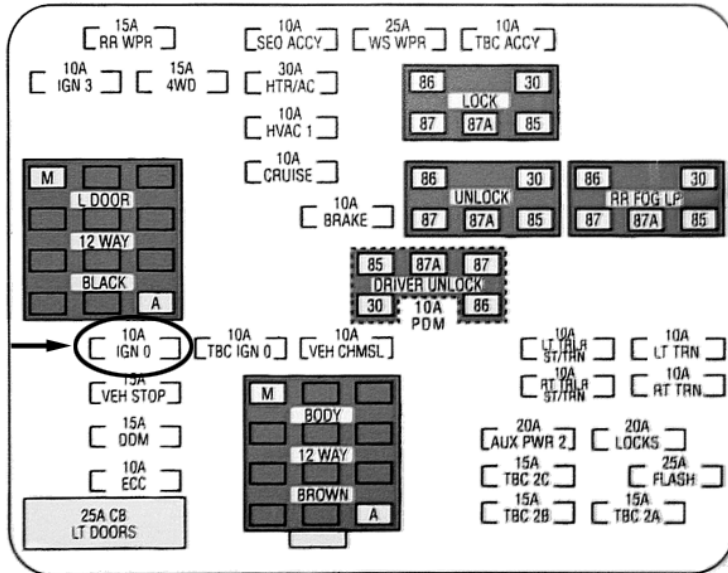 15A
RR WPR
10A
SEO ACCY
25A
WS WPR
10A
TBC ACCY
10A
IGN 3
15A
4WD
30A
HTR/AC
86
30
LOCK
87
87A
85
10A
HVAC 1
10A
CRUISE
M
L DOOR
12 WAY
BLACK
A
86
30
UNLOCK
87
87A
85
86
30
RR FOG LP
87
87A
85
10A
BRAKE
85
87A
87
DRIVER UNLOCK
30
10A
PDM
86
10A
IGN 0
10A
TBC IGN 0
10A
VEH CHMSL
10A
LT TRLR
ST/TRN
10A
LT TRN
15A
VEH STOP
10A
RT TRLR
ST/TRN
10A
RT TRN
M
BODY
12 WAY
BROWN
A
15A
DDM
20A
AUX PWR 2
20A
LOCKS
10A
ECC
15A
TBC 2C
25A
FLASH
25A CB
LT DOORS
15A
TBC 2B
15A
TBC 2A